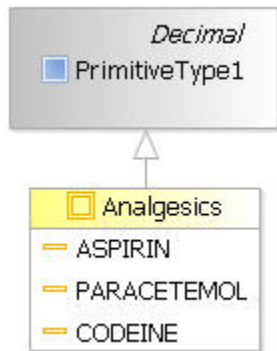 Decimal
PrimitiveType1
Analgesics
ASPIRIN
PARACETEMOL
CODEINE